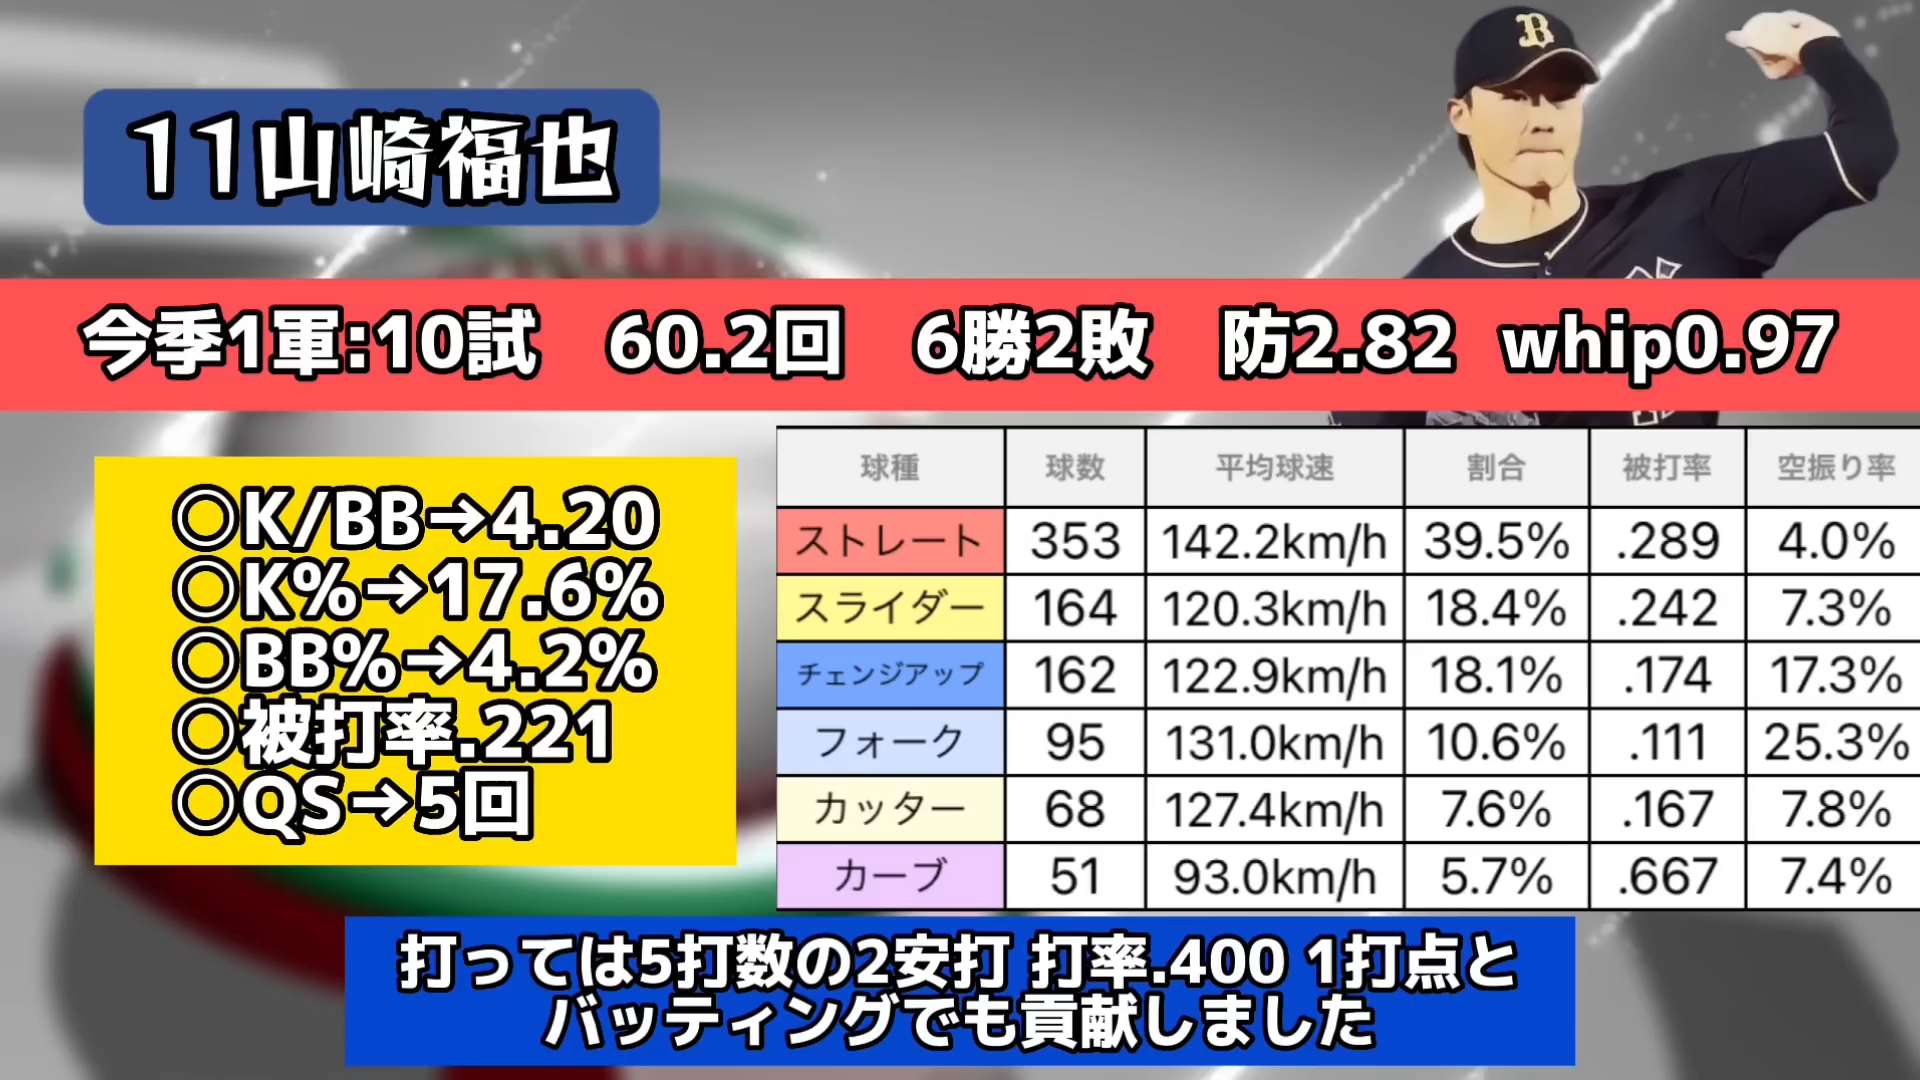 B
11山崎福也
今季1軍:10試 60.2回 6勝2敗 防2.82 whip0.97
○K/BB→4.20
○K%→17.6%
○BB%→4.2%
○被打率.221
○QS→5回
球種 球数 平均球速 割合 被打率 空振り率
ストレート 353 142.2km/h 39.5% .289 4.0%
スライダー 164 120.3km/h 18.4% .242 7.3%
チェンジアップ 162 122.9km/h 18.1% .174 17.3%
フォーク 95 131.0km/h 10.6% .111 25.3%
カッター 68 127.4km/h 7.6% .167 7.8%
カーブ 51 93.0km/h 5.7% .667 7.4%
打っては5打数の2安打 打率.400 1打点と
バッティングでも貢献しました